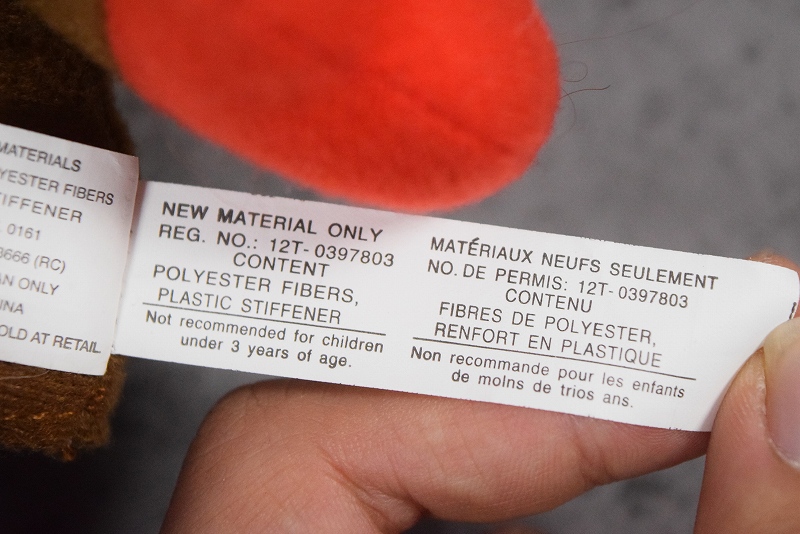 MATERIALS
YESTER FIBERS
TIFFENER
0161
3666 (RC)
AN ONLY
INA
OLD AT RETAIL
NEW MATERIAL ONLY
REG. NO.: 12T-0397803
CONTENT
POLYESTER FIBERS,
PLASTIC STIFFENER
Not recommended for children
under 3 years of age.
MATÉRIAUX NEUFS SEULEMENT
NO. DE PERMIS: 12T-0397803
CONTENU
FIBRES DE POLYESTER,
RENFORT EN PLASTIQUE
Non recommande pour les enfants
de molns de trios ans.